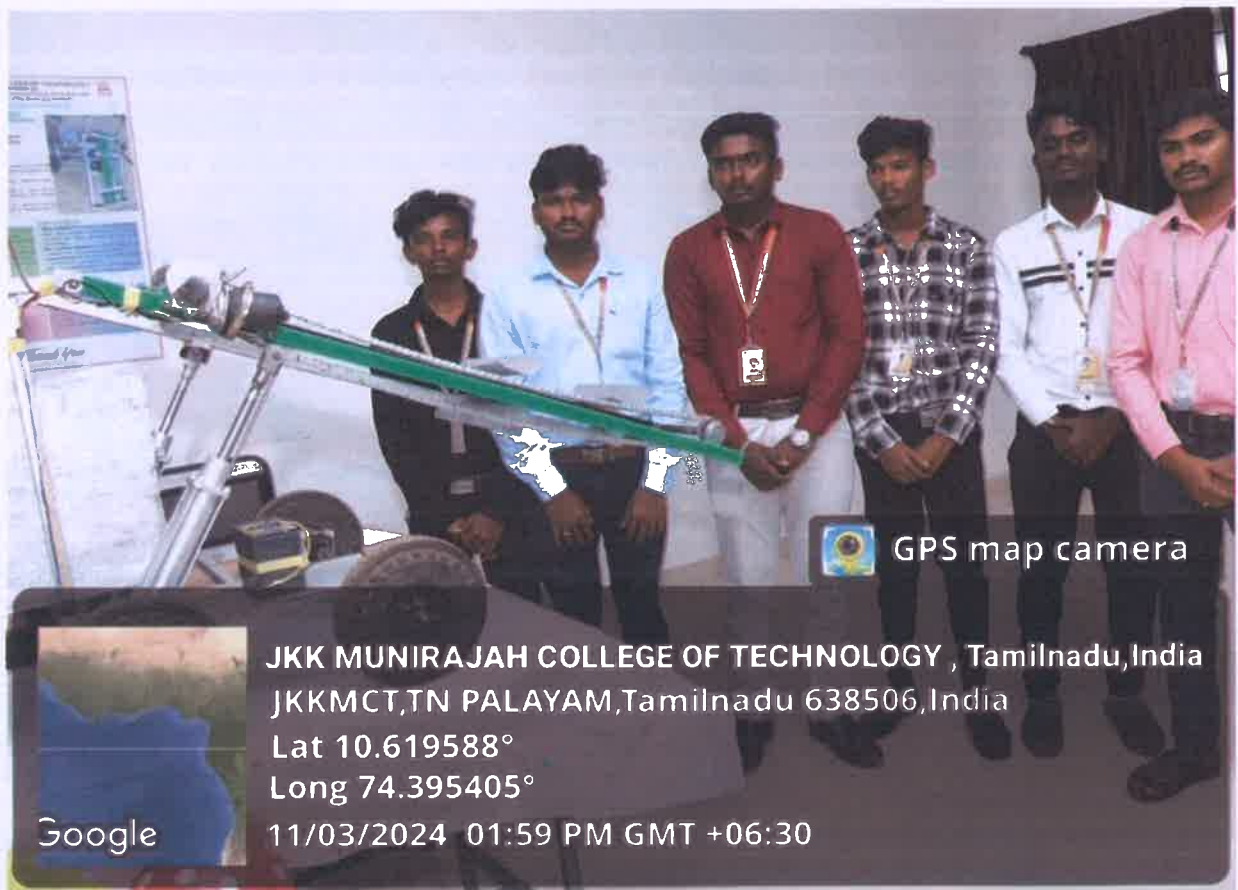 GPS map camera
JKK MUNIRAJAH COLLEGE OF TECHNOLOGY , Tamilnadu,India
JKKMCT,TN PALAYAM,Tamilnadu 638506,India
Lat 10.619588°
Long 74.395405°
11/03/2024 01:59 PM GMT +06:30
Google